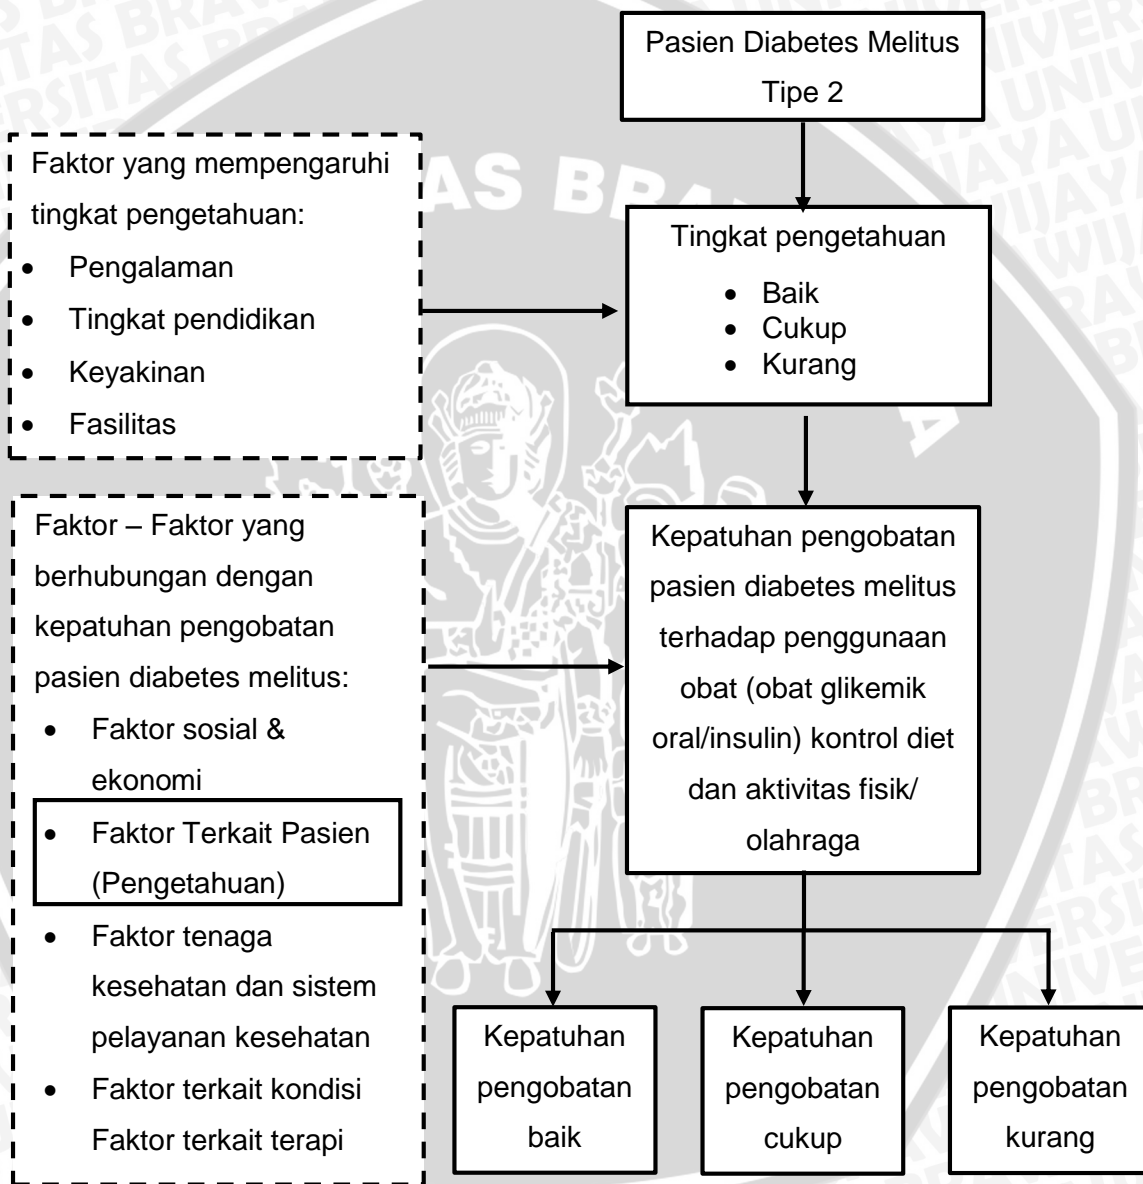 Pasien Diabetes Melitus
Tipe 2
Faktor yang mempengaruhi
tingkat pengetahuan:
• Pengalaman
• Tingkat pendidikan
• Keyakinan
• Fasilitas
Tingkat pengetahuan
• Baik
• Cukup
• Kurang
Faktor – Faktor yang
berhubungan dengan
kepatuhan pengobatan
pasien diabetes melitus:
• Faktor sosial &
ekonomi
• Faktor Terkait Pasien
(Pengetahuan)
• Faktor tenaga
kesehatan dan sistem
pelayanan kesehatan
• Faktor terkait kondisi
Faktor terkait terapi
Kepatuhan pengobatan
pasien diabetes melitus
terhadap penggunaan
obat (obat glikemik
oral/insulin) kontrol diet
dan aktivitas fisik/
olahraga
Kepatuhan
pengobatan
baik
Kepatuhan
pengobatan
cukup
Kepatuhan
pengobatan
kurang